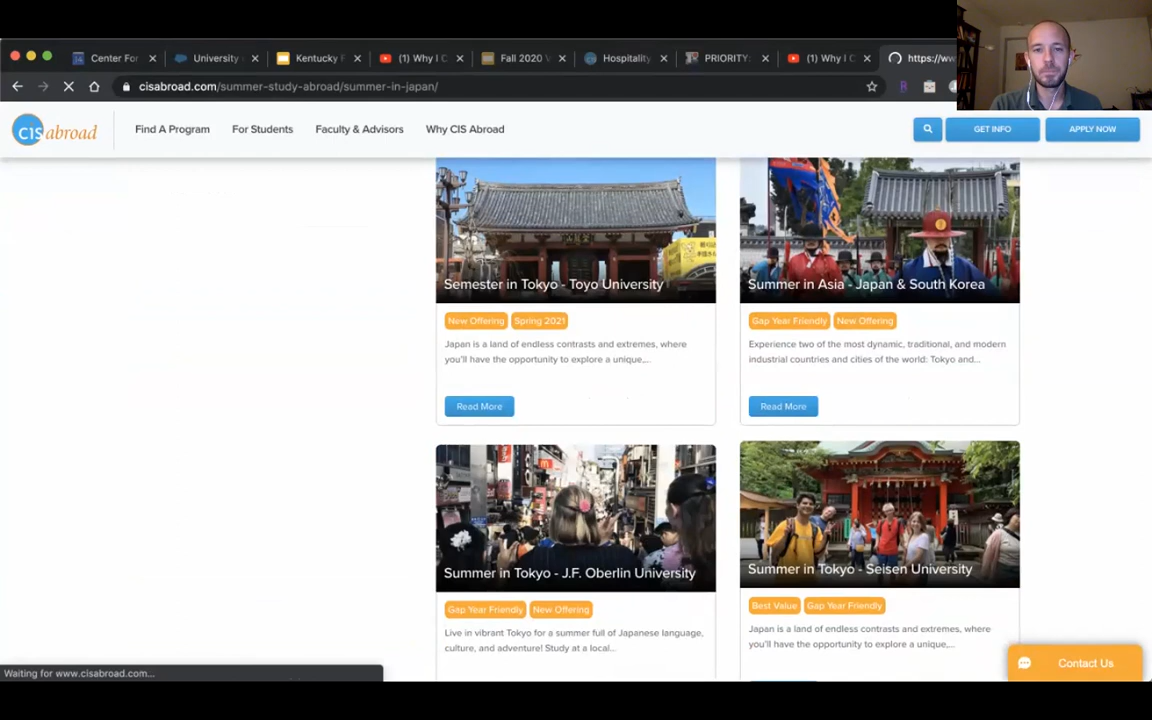 Center For
University
Kentucky F
(1) Why I C
Fall 2020 V
Hospitality
PRIORITY:
(1) Why I C
https://ww
cisabroad.com/summer-study-abroad/summer-in-japan/
CIS abroad
Find A Program
For Students
Faculty & Advisors
Why CIS Abroad
GET INFO
APPLY NOW
Semester in Tokyo - Toyo University
New Offering
Spring 2021
Japan is a land of endless contrasts and extremes, where
you'll have the opportunity to explore a unique,...
Read More
Summer in Asia - Japan & South Korea
Gap Year Friendly
New Offering
Experience two of the most dynamic, traditional, and modern
industrial countries and cities of the world: Tokyo and...
Read More
Summer in Tokyo - J.F. Oberlin University
Gap Year Friendly
New Offering
Live in vibrant Tokyo for a summer full of Japanese language,
culture, and adventure! Study at a local...
Summer in Tokyo - Seisen University
Best Value
Gap Year Friendly
Japan is a land of endless contrasts and extremes, where
you'll have the opportunity to explore a unique,...
Contact Us
Waiting for www.cisabroad.com...